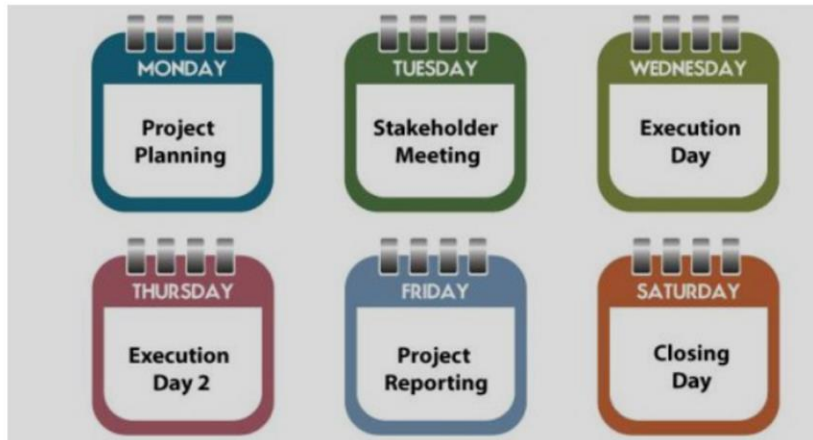 MONDAY
Project
Planning
TUESDAY
Stakeholder
Meeting
WEDNESDAY
Execution
Day
THURSDAY
Execution
Day 2
FRIDAY
Project
Reporting
SATURDAY
Closing
Day